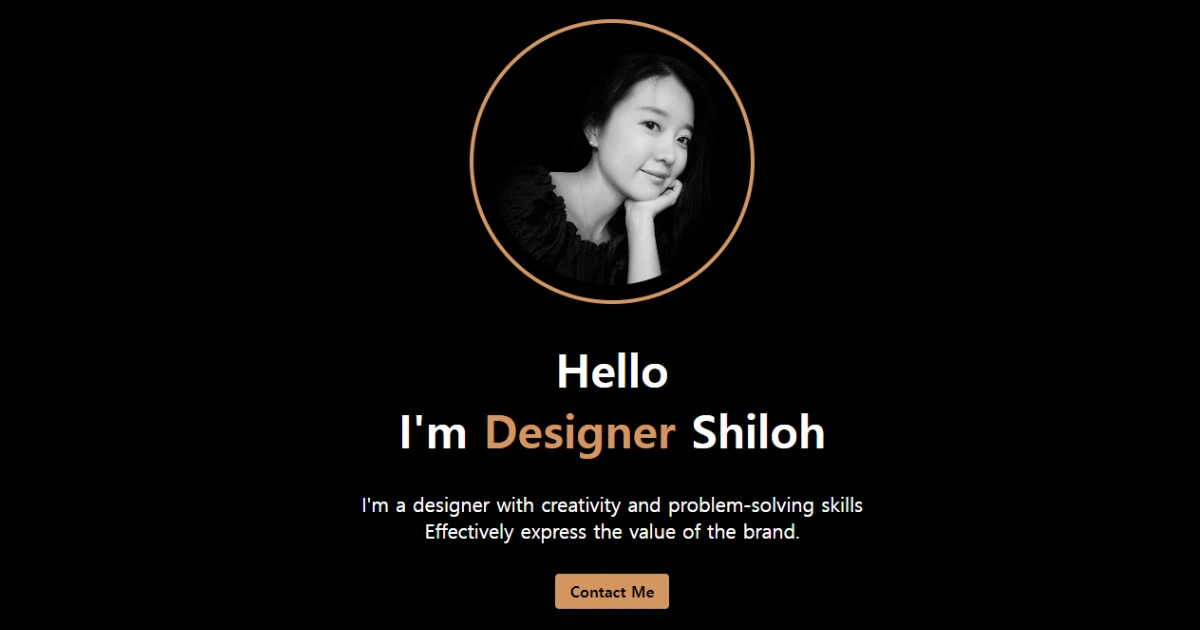 Hello
I'm Designer Shiloh
I'm a designer with creativity and problem-solving skills
Effectively express the value of the brand.
Contact Me